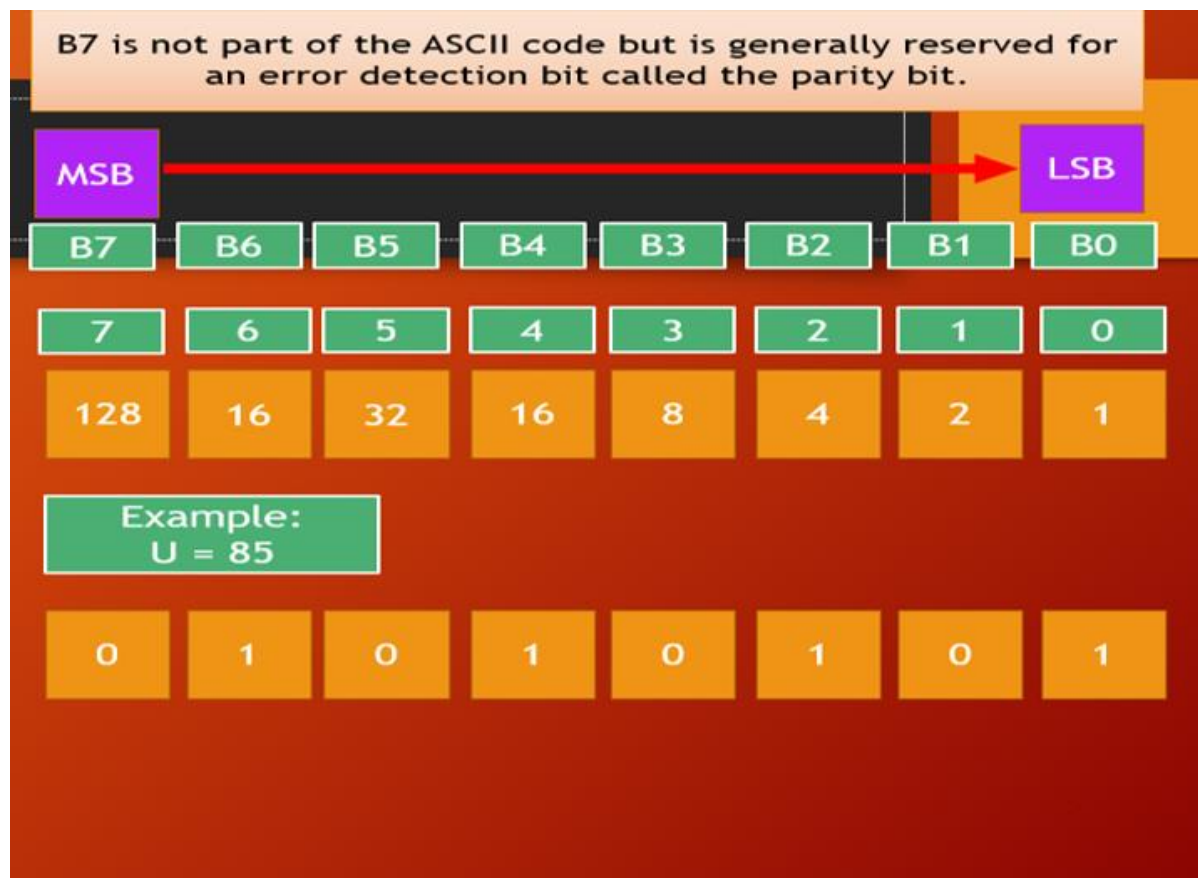 B7 is not part of the ASCII code but is generally reserved for
an error detection bit called the parity bit.
MSB LSB
B7 B6 B5 B4 B3 B2 B1 B0
7 6 5 4 3 2 1 0
128 16 32 16 8 4 2 1
Example:
U = 85
0 1 0 1 0 1 0 1